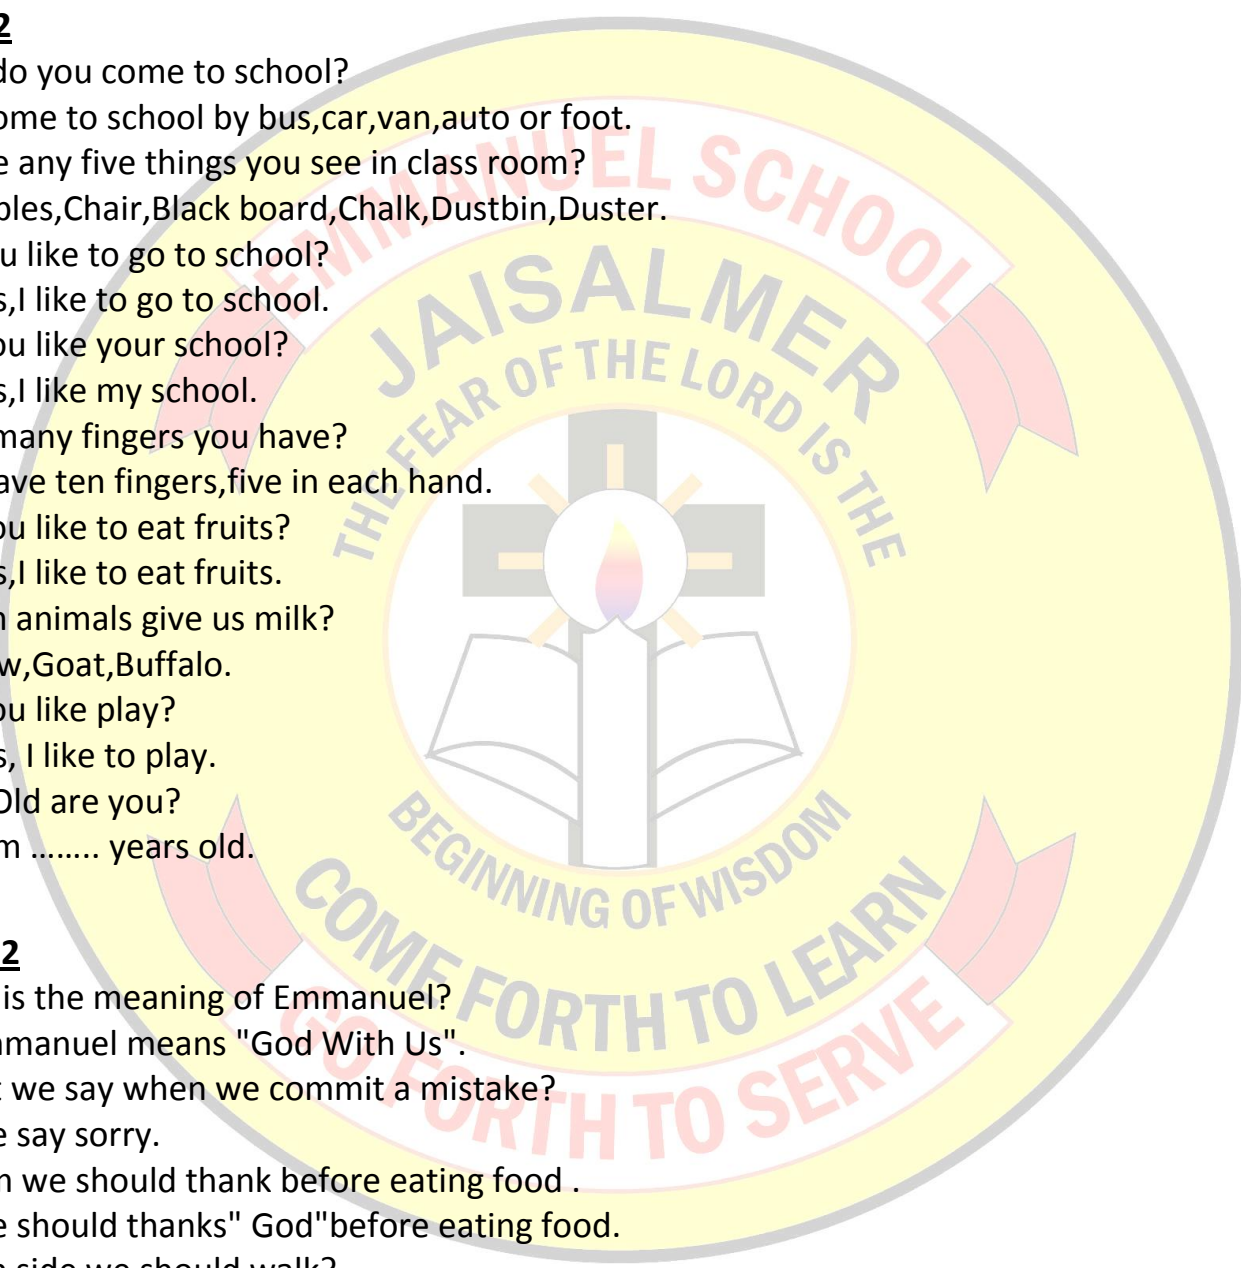 2
do you come to school?
ome to school by bus,car,van,auto or foot.
e any five things you see in class room?
bles,Chair,Black board,Chalk,Dustbin,Duster.
u like to go to school?
s,I like to go to school.
ou like your school?
s,I like my school.
many fingers you have?
ave ten fingers,five in each hand.
ou like to eat fruits?
s,I like to eat fruits.
n animals give us milk?
w,Goat,Buffalo.
ou like play?
s, I like to play.
Old are you?
m …….. years old.
2
is the meaning of Emmanuel?
nmanuel means "God With Us".
t we say when we commit a mistake?
e say sorry.
n we should thank before eating food .
e should thanks" God"before eating food.
side we should walk?
EMMANUEL SCHOOL
JAISALMER
THE FEAR OF THE LORD IS THE
BEGINNING OF WISDOM
COME FORTH TO LEARN
GO FORTH TO SERVE